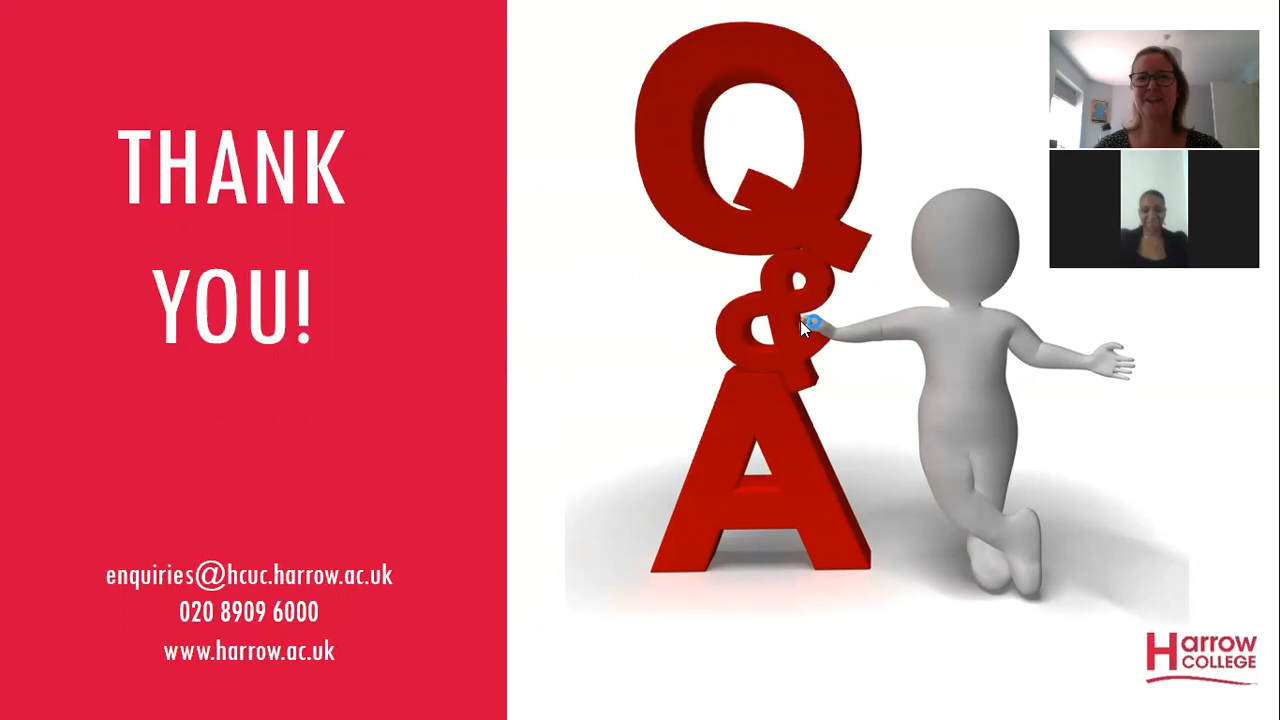 THANK
YOU!
enquiries@hcuc.harrow.ac.uk
020 8909 6000
www.harrow.ac.uk
Q
&
A
Harrow
COLLEGE